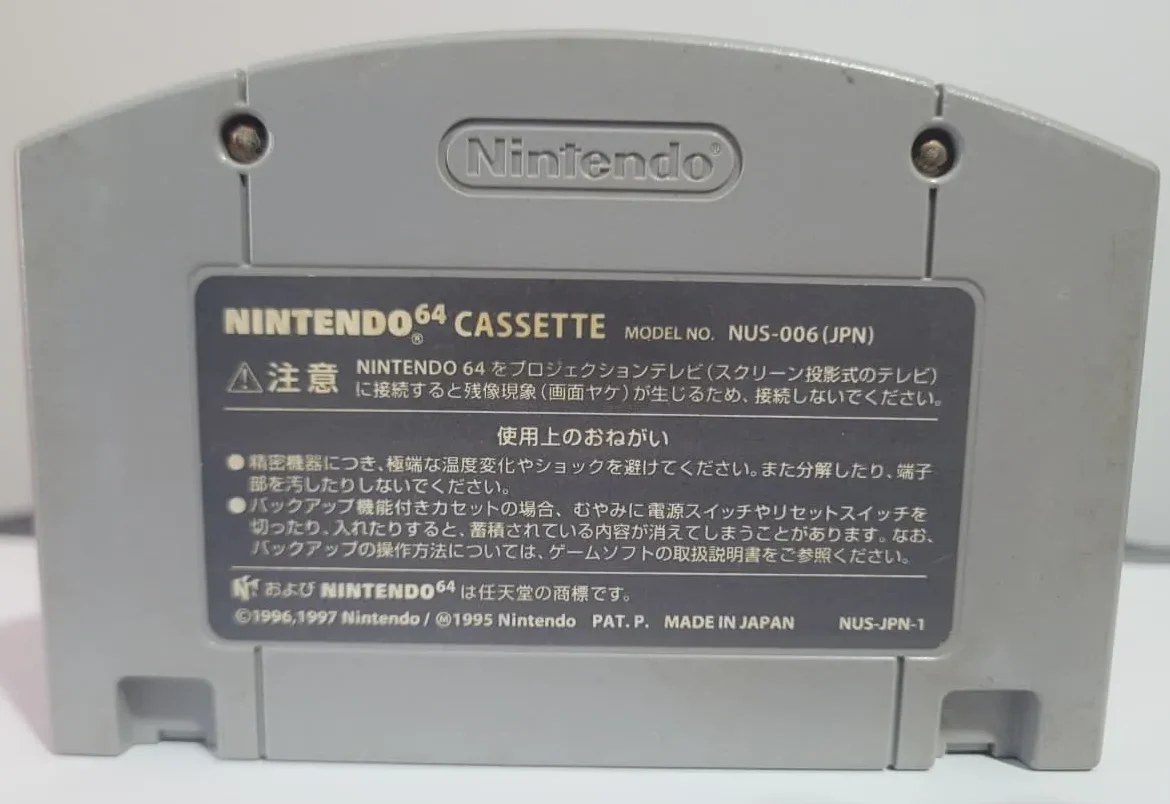 Nintendo®
NINTENDO64® CASSETTE MODEL NO. NUS-006(JPN)
⚠注意 NINTENDO 64 をプロジェクションテレビ(スクリーン投影式のテレビ)
に接続すると残像現象(画面ヤケ)が生じるため、接続しないでください。
使用上のおねがい
●精密機器につき、極端な温度変化やショックを避けてください。また分解したり、端子
部を汚したりしないでください。
●バックアップ機能付きカセットの場合、むやみに電源スイッチやリセットスイッチを
切ったり、入れたりすると、蓄積されている内容が消えてしまうことがあります。なお、
バックアップの操作方法については、ゲームソフトの取扱説明書をご参照ください。
および NINTENDO64 は任天堂の商標です。
©1996,1997 Nintendo / Ⓜ1995 Nintendo PAT. P. MADE IN JAPAN NUS-JPN-1